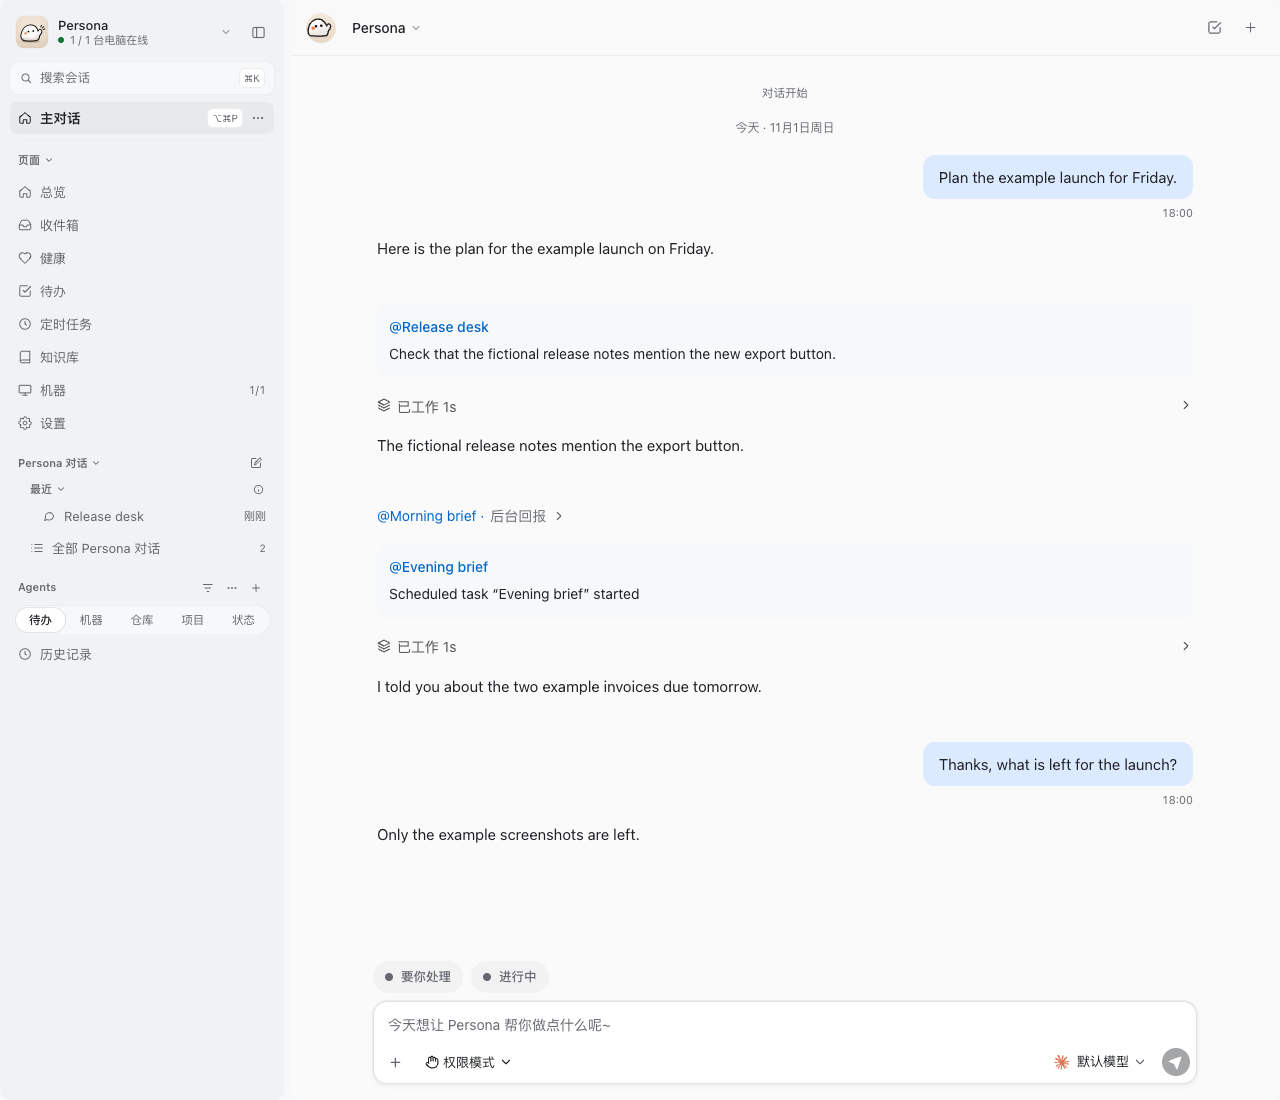 Persona
1 / 1 台电脑在线
搜索会话
⌘K
主对话
⌥⌘P
页面
总览
收件箱
健康
待办
定时任务
知识库
机器
1/1
设置
Persona 对话
最近
Release desk
刚刚
全部 Persona 对话
2
Agents
待办
机器
仓库
项目
状态
历史记录
Persona
对话开始
今天 · 11月1日周日
Plan the example launch for Friday.
18:00
Here is the plan for the example launch on Friday.
@Release desk
Check that the fictional release notes mention the new export button.
已工作 1s
The fictional release notes mention the export button.
@Morning brief · 后台回报
@Evening brief
Scheduled task “Evening brief” started
已工作 1s
I told you about the two example invoices due tomorrow.
Thanks, what is left for the launch?
18:00
Only the example screenshots are left.
要你处理
进行中
今天想让 Persona 帮你做点什么呢~
权限模式
默认模型